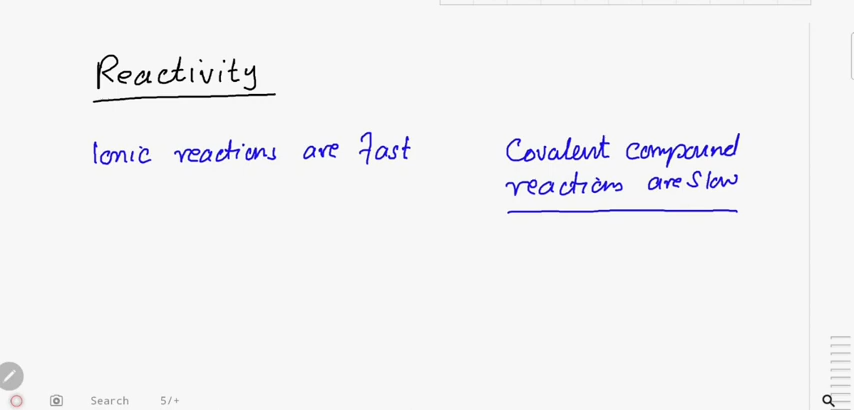 Reactivity
Ionic reactions are fast
Covalent compound
reactions are Slow
Search 5/+